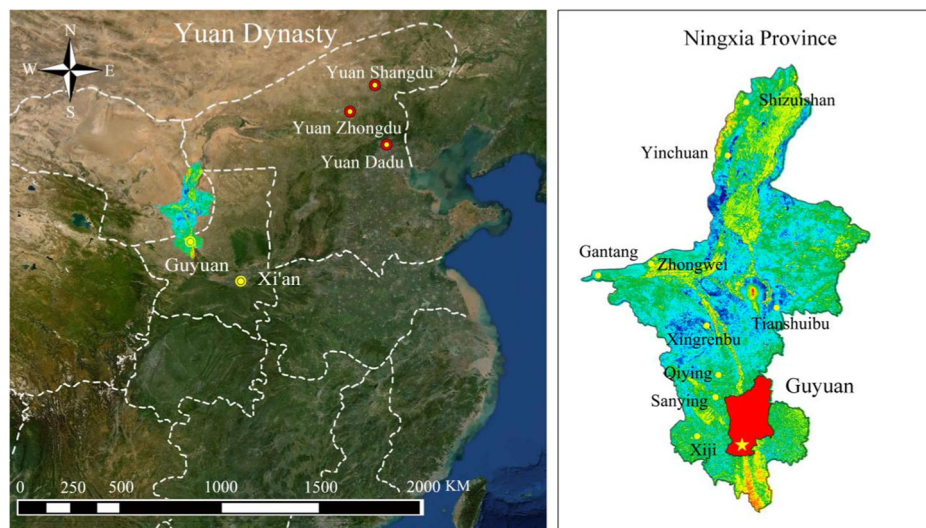 Yuan Dynasty
N
W
E
S
Yuan Shangdu
Yuan Zhongdu
Yuan Dadu
Guyuan
Xi'an
0 250 500 1000 1500 2000 KM
Ningxia Province
Shizuishan
Yinchuan
Gantang
Zhongwei
Tianshuibu
Xingrenbu
Qiying
Guyuan
Sanying
Xiji